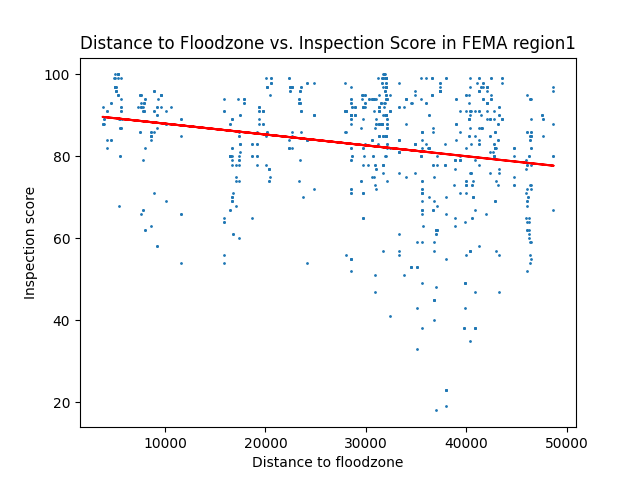 Distance to Floodzone vs. Inspection Score in FEMA region1
100
80
60
40
20
Inspection score
10000 20000 30000 40000 50000
Distance to floodzone